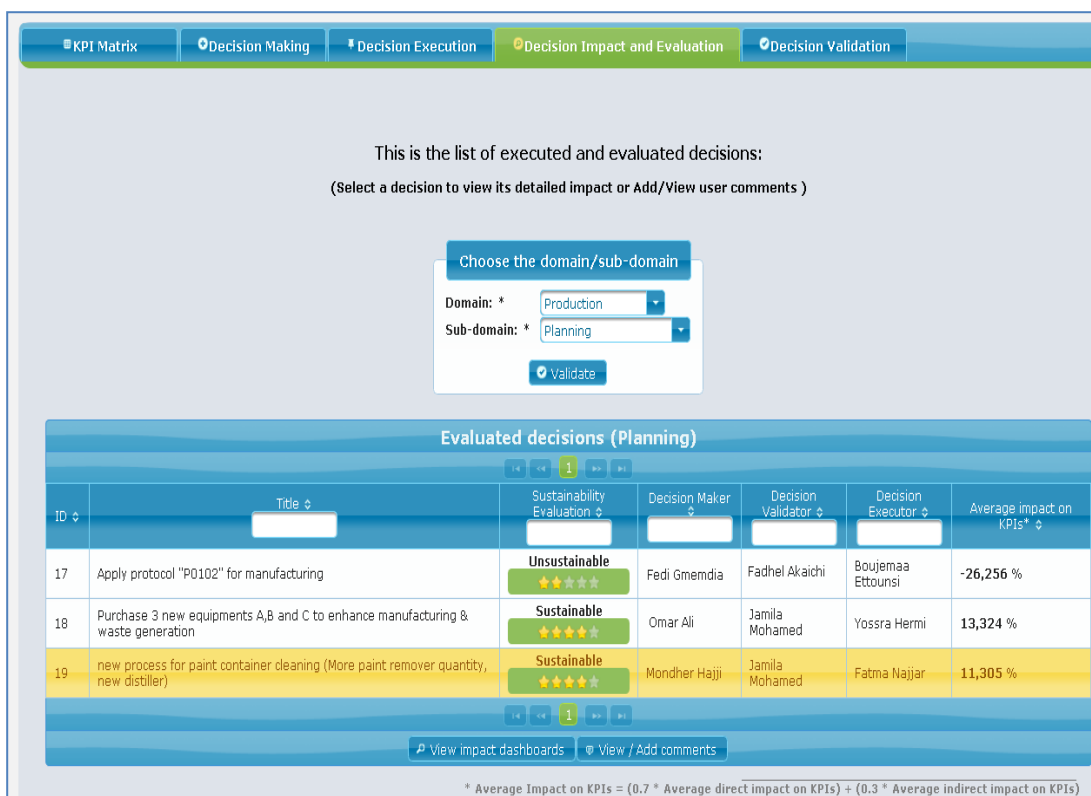 KPI Matrix
Decision Making
Decision Execution
Decision Impact and Evaluation
Decision Validation
This is the list of executed and evaluated decisions:
(Select a decision to view its detailed impact or Add/View user comments )
Choose the domain/sub-domain
Domain: *
Production
Sub-domain: *
Planning
Validate
Evaluated decisions (Planning)
1
ID
Title
Sustainability
Evaluation
Decision Maker
Decision
Validator
Decision
Executor
Average impact on
KPIs*
17
Apply protocol "P0102" for manufacturing
Unsustainable
Fedi Gmemdia
Fadhel Akaichi
Boujemaa
Ettounsi
-26,256 %
18
Purchase 3 new equipments A,B and C to enhance manufacturing &
waste generation
Sustainable
Omar Ali
Jamila
Mohamed
Yossra Hermi
13,324 %
19
new process for paint container cleaning (More paint remover quantity,
new distiller)
Sustainable
Mondher Hajji
Jamila
Mohamed
Fatma Najjar
11,305 %
1
View impact dashboards
View / Add comments
* Average Impact on KPIs = (0.7 * Average direct impact on KPIs) + (0.3 * Average indirect impact on KPIs)